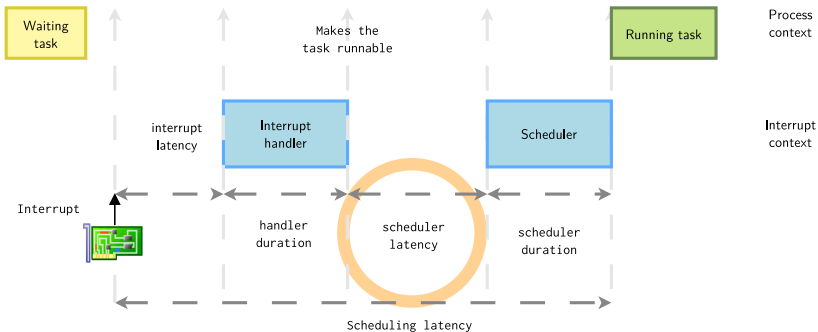 Waiting
task
Makes the
task runnable
Running task
Process
context
interrupt
latency
Interrupt
handler
Scheduler
Interrupt
context
Interrupt
handler
duration
scheduler
latency
scheduler
duration
Scheduling latency